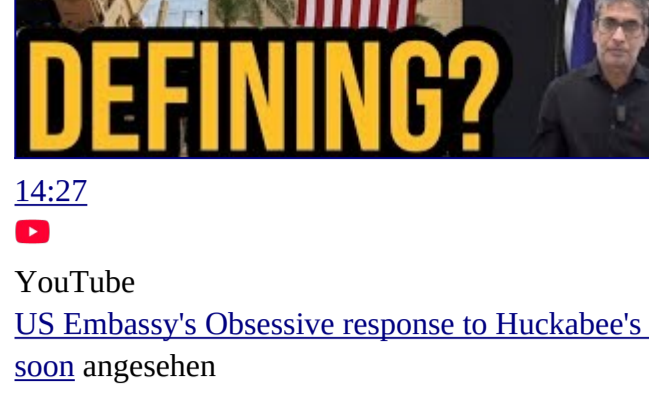 DEFINING?
14:27
YouTube
US Embassy's Obsessive response to Huckabee's
soon angesehen